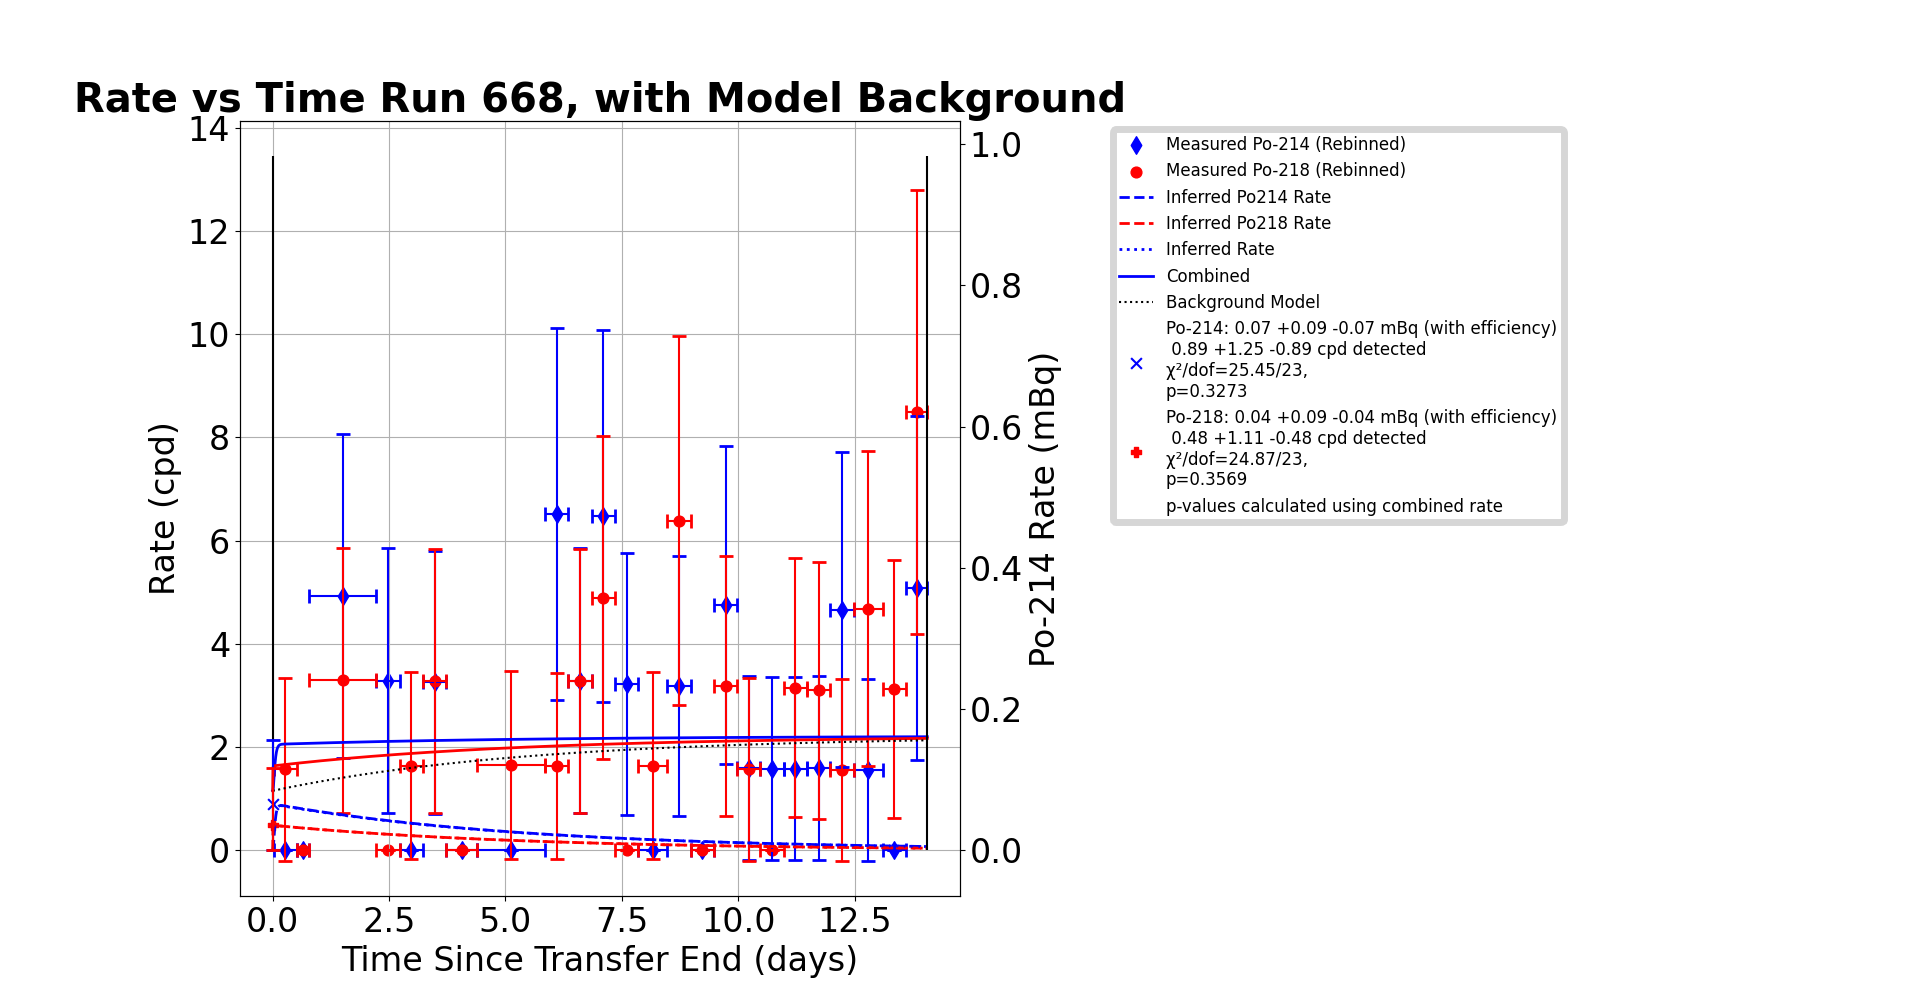 Rate vs Time Run 668, with Model Background
Rate (cpd)
14
12
10
8
6
4
2
0
0.0
2.5
5.0
7.5
10.0
12.5
Time Since Transfer End (days)
1.0
0.8
0.6
0.4
0.2
0.0
Po-214 Rate (mBq)
Measured Po-214 (Rebinned)
Measured Po-218 (Rebinned)
Inferred Po214 Rate
Inferred Po218 Rate
Inferred Rate
Combined
Background Model
Po-214: 0.07 +0.09 -0.07 mBq (with efficiency)
0.89 +1.25 -0.89 cpd detected
χ²/dof=25.45/23,
p=0.3273
Po-218: 0.04 +0.09 -0.04 mBq (with efficiency)
0.48 +1.11 -0.48 cpd detected
χ²/dof=24.87/23,
p=0.3569
p-values calculated using combined rate